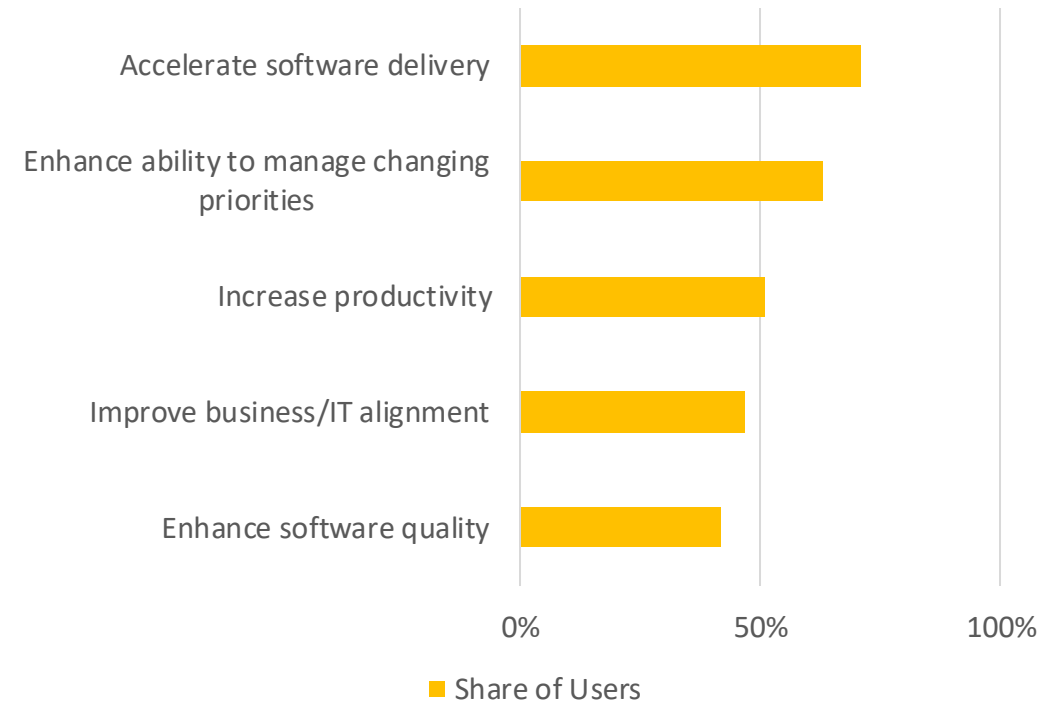 Accelerate software delivery
Enhance ability to manage changing
priorities
Increase productivity
Improve business/IT alignment
Enhance software quality
0%
50%
100%
Share of Users